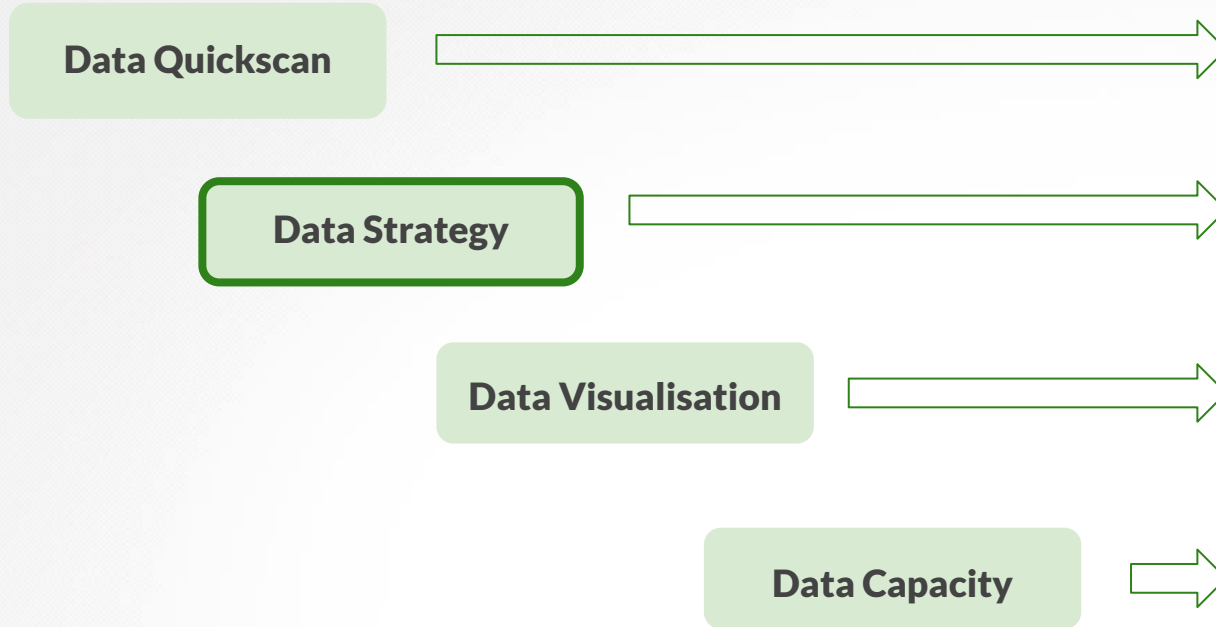 Data Quickscan
Data Strategy
Data Visualisation
Data Capacity